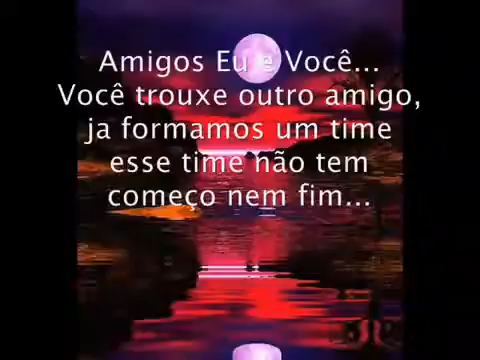 Amigos Eu e Você...
Você trouxe outro amigo,
ja formamos um time
esse time não tem
começo nem fim...